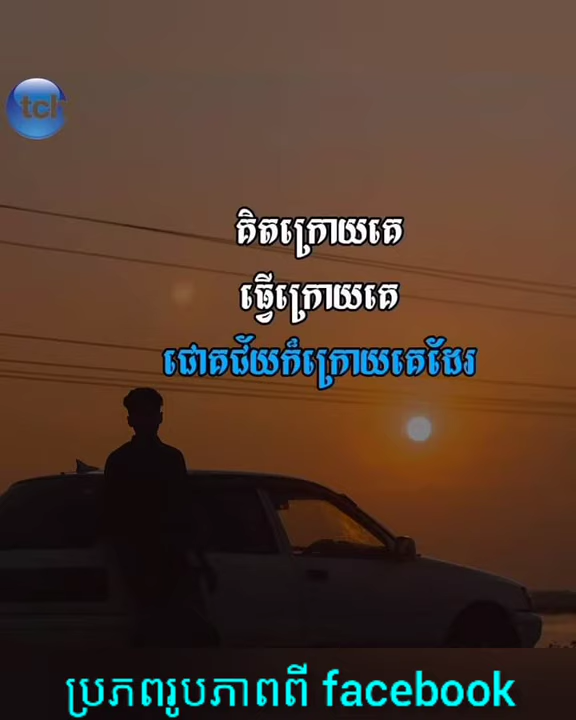 tcl
គិតក្រោយគេ
ធ្វើក្រោយគេ
ជោគជ័យក៏ក្រោយគេដែរ
ប្រភពរូបភាពពី facebook